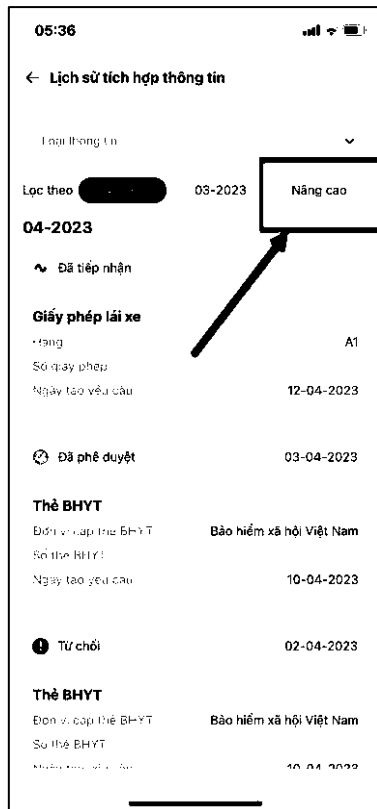 05:36
← Lịch sử tích hợp thông tin
Loại thông tin
Lọc theo 03-2023 Nâng cao
04-2023
Đã tiếp nhận
Giấy phép lái xe
Hạng A1
Số giấy phép
Ngày tạo yêu cầu 12-04-2023
Đã phê duyệt 03-04-2023
Thẻ BHYT
Đơn vị cấp thẻ BHYT Bảo hiểm xã hội Việt Nam
Số thẻ BHYT
Ngày tạo yêu cầu 10-04-2023
Từ chối 02-04-2023
Thẻ BHYT
Đơn vị cấp thẻ BHYT Bảo hiểm xã hội Việt Nam
Số thẻ BHYT
10-04-2023